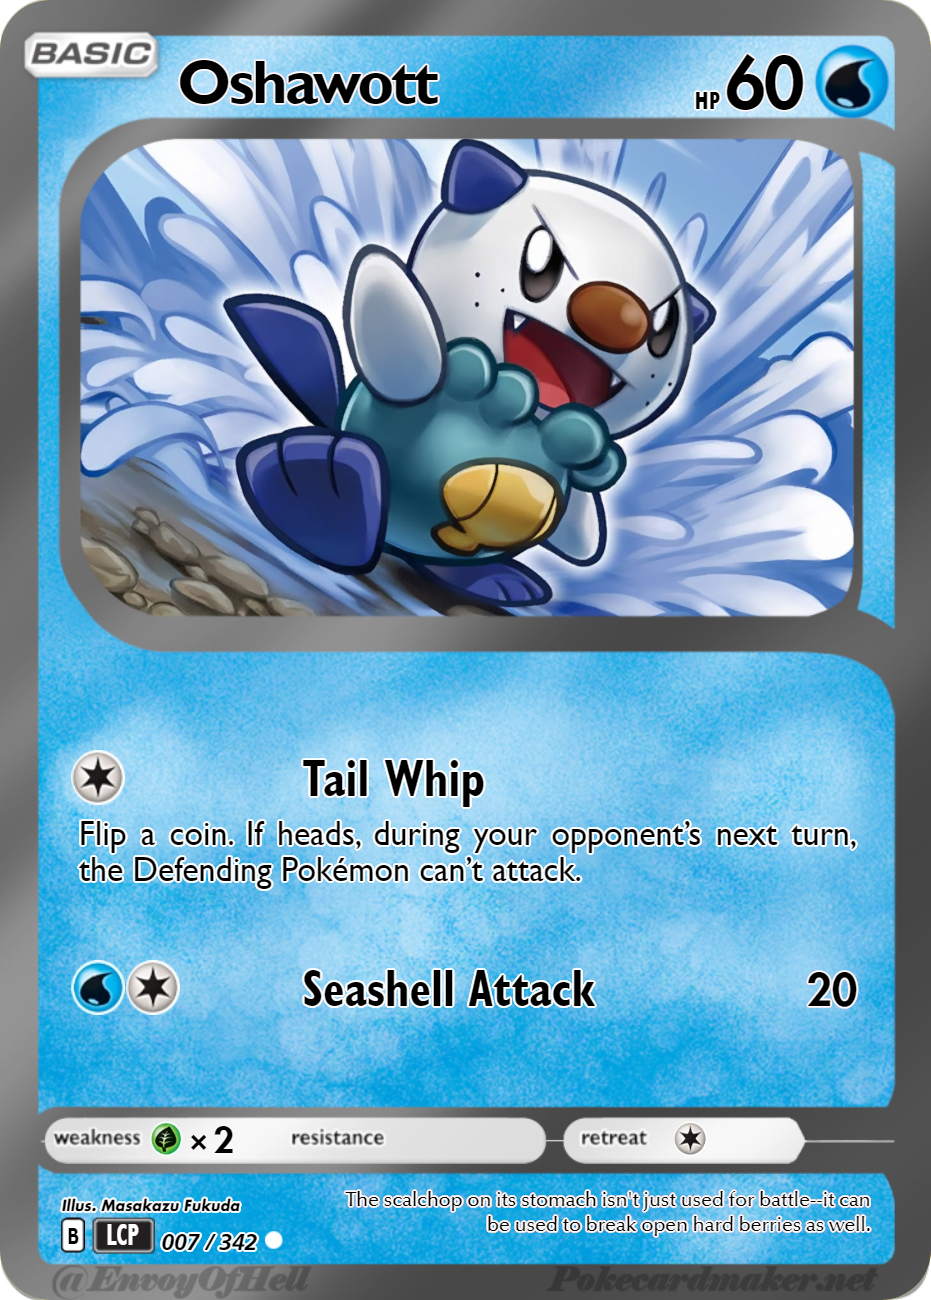 BASIC
Oshawott
HP 60
Tail Whip
Flip a coin. If heads, during your opponent's next turn,
the Defending Pokémon can't attack.
Seashell Attack 20
weakness × 2 resistance retreat
Illus. Masakazu Fukuda
The scalchop on its stomach isn't just used for battle--it can
be used to break open hard berries as well.
B LCP 007 / 342
@EnvoyOfHell Pokecardmaker.net